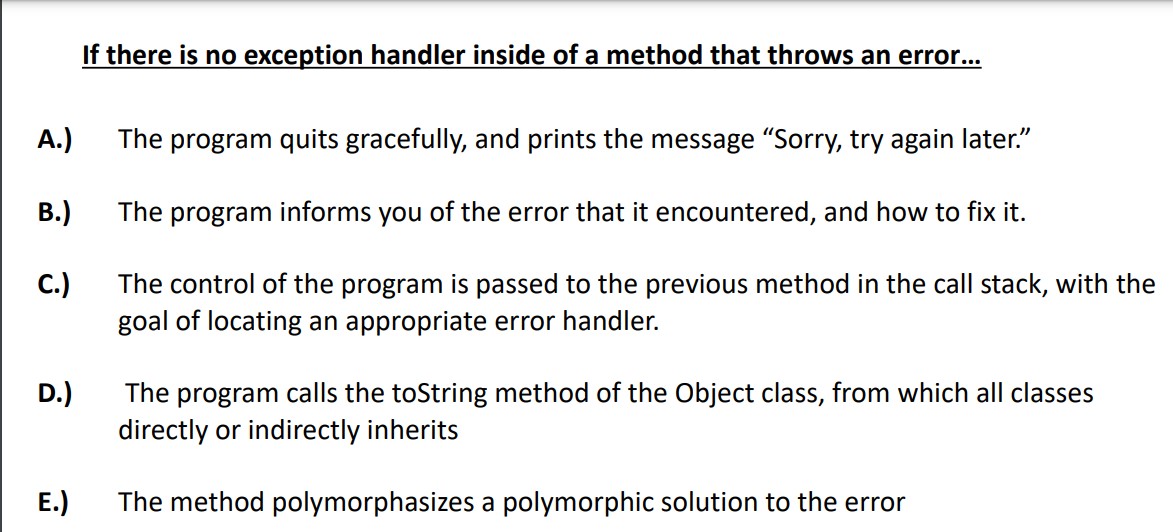 If there is no exception handler inside of a method that throws an error...
A.) The program quits gracefully, and prints the message “Sorry, try again later.”
B.) The program informs you of the error that it encountered, and how to fix it.
C.) The control of the program is passed to the previous method in the call stack, with the
goal of locating an appropriate error handler.
D.) The program calls the toString method of the Object class, from which all classes
directly or indirectly inherits
E.) The method polymorphasizes a polymorphic solution to the error